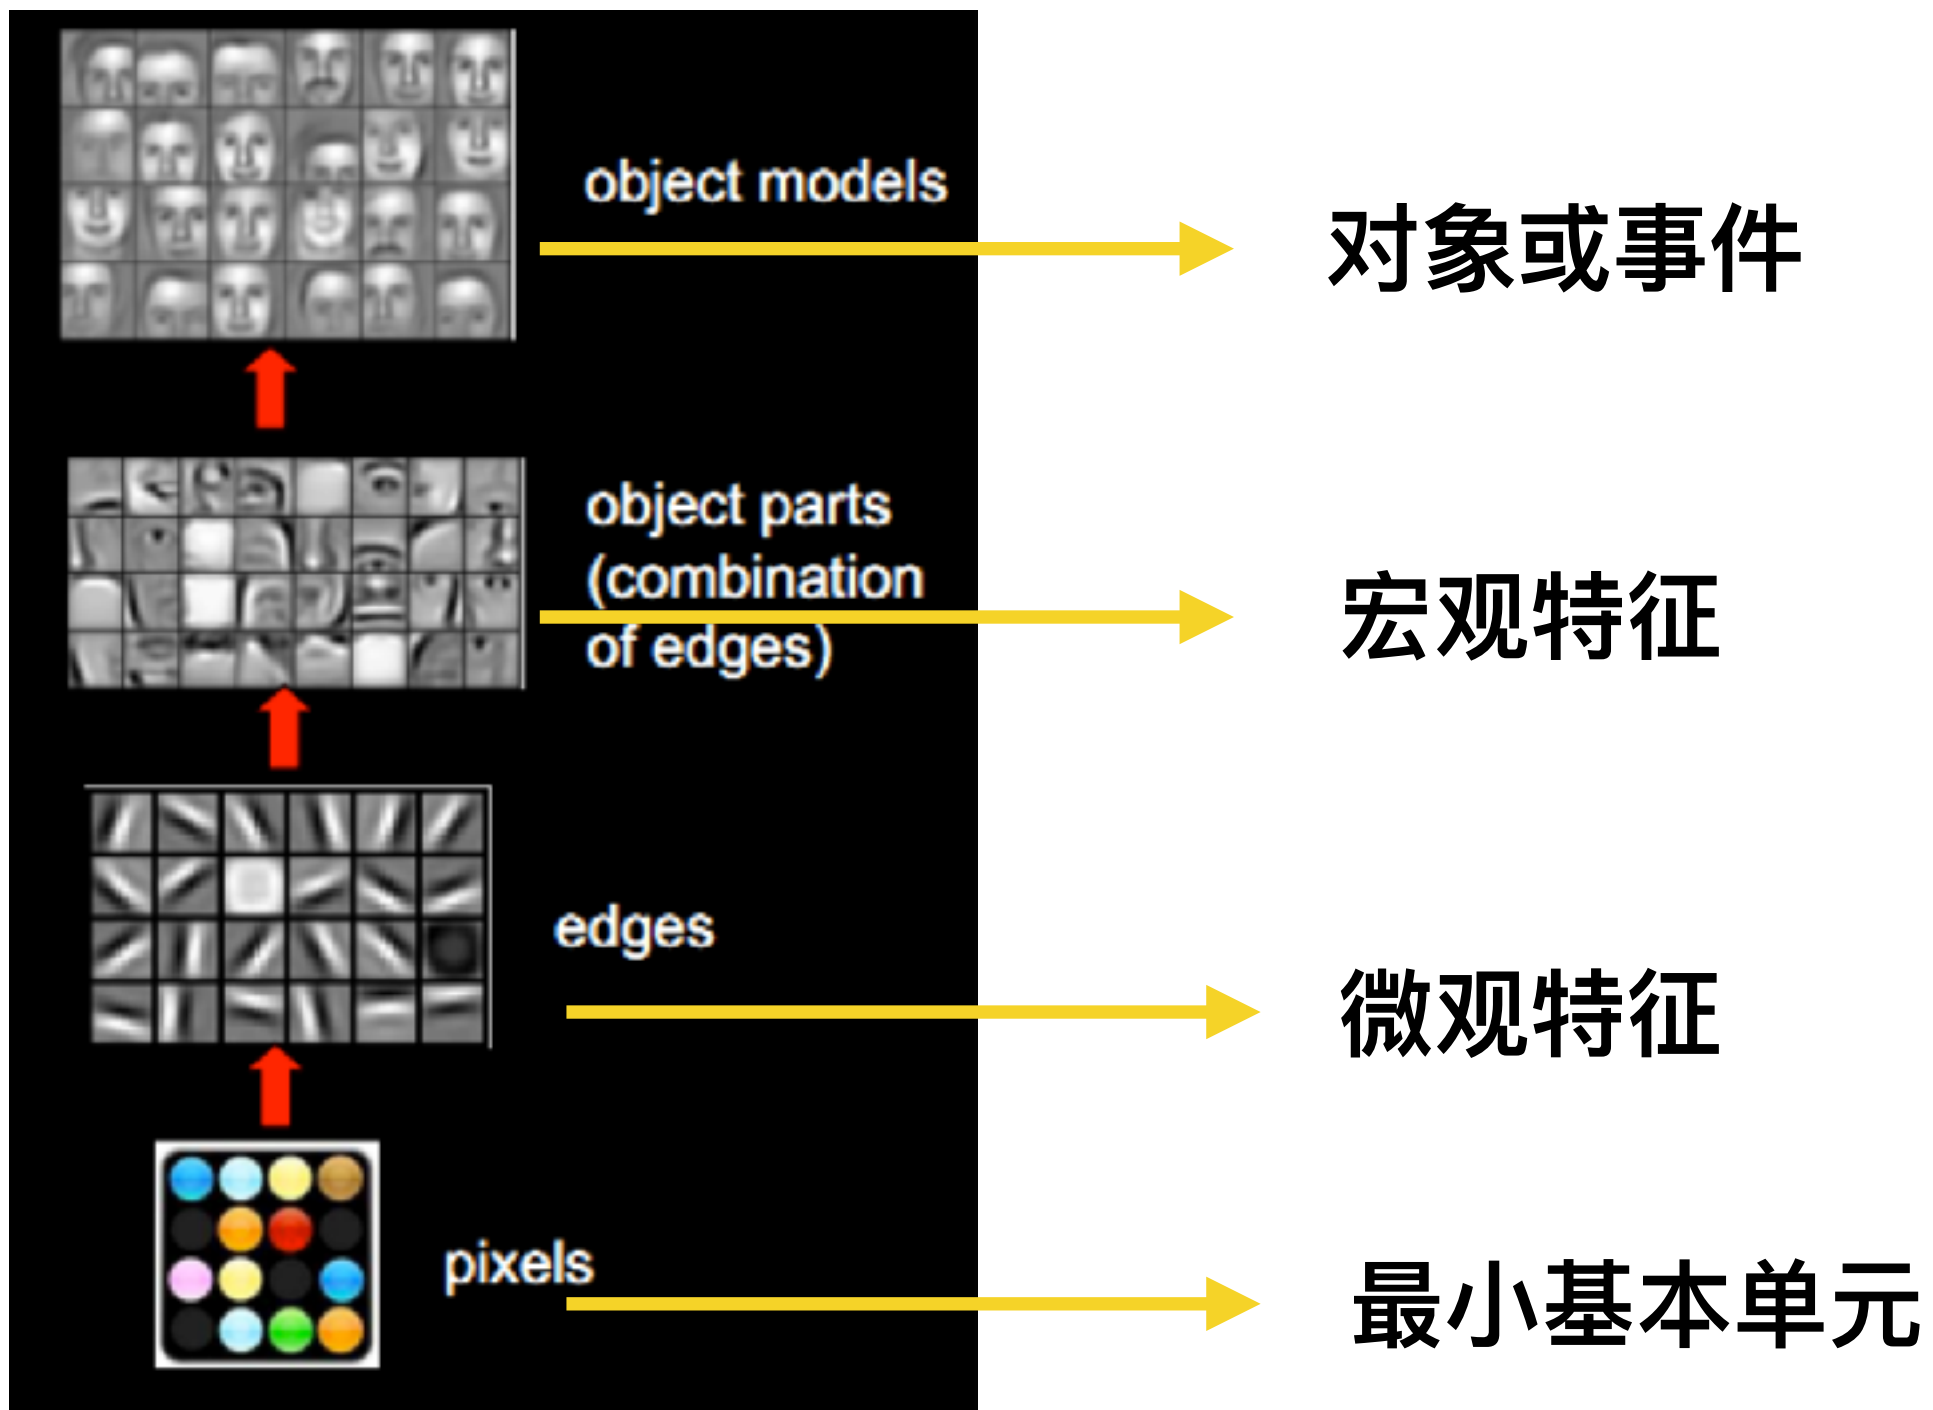 object models
对象或事件
object parts
(combination
of edges)
宏观特征
edges
微观特征
pixels
最小基本单元